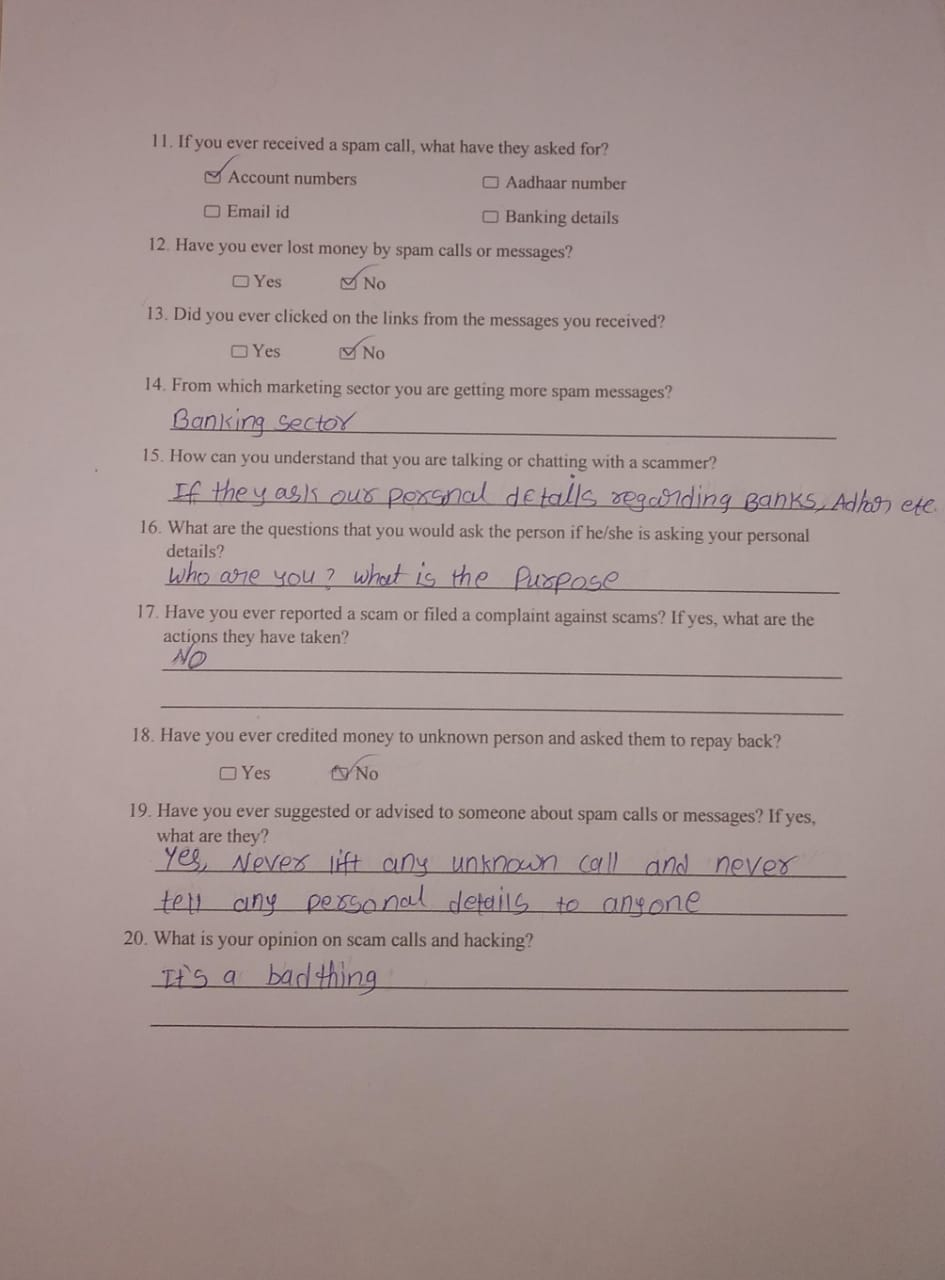 11. If you ever received a spam call, what have they asked for?
☑ Account numbers ☐ Aadhaar number
☐ Email id ☐ Banking details
12. Have you ever lost money by spam calls or messages?
☐ Yes ☑ No
13. Did you ever clicked on the links from the messages you received?
☐ Yes ☑ No
14. From which marketing sector you are getting more spam messages?
Banking sector
15. How can you understand that you are talking or chatting with a scammer?
If they ask our porsnal details regarding Banks, Adhar etc.
16. What are the questions that you would ask the person if he/she is asking your personal
details?
Who are you? What is the Purpose
17. Have you ever reported a scam or filed a complaint against scams? If yes, what are the
actions they have taken?
NO
18. Have you ever credited money to unknown person and asked them to repay back?
☐ Yes ☑ No
19. Have you ever suggested or advised to someone about spam calls or messages? If yes,
what are they?
Yes, Never lift any unknown call and never
tell any personal details to anyone
20. What is your opinion on scam calls and hacking?
It's a bad thing